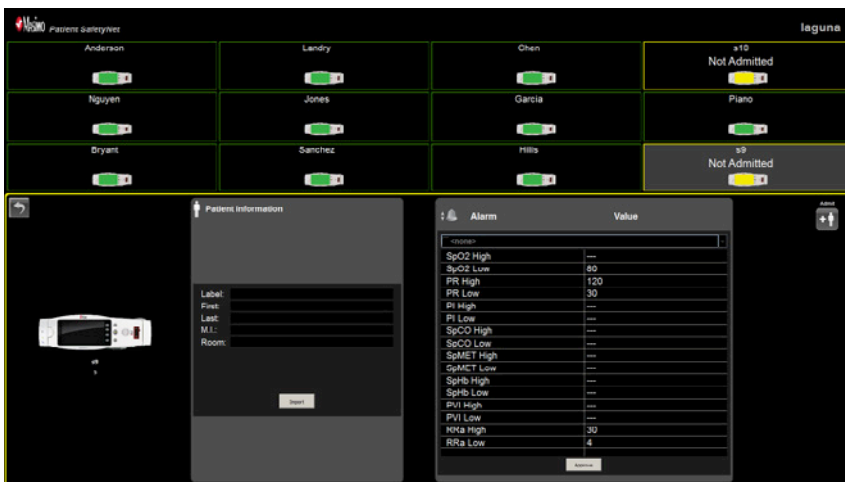 Masimo Patient SafetyNet
laguna
Anderson Landry Chen s10
Not Admitted
Nguyen Jones Garcia Piano
Bryant Sanchez Hillis s9
Not Admitted
Patient Information
Label:
First:
Last:
M.I.:
Room:
Import
s9
Alarm Value
<none>
SpO2 High ---
SpO2 Low 80
PR High 120
PR Low 30
PI High ---
PI Low ---
SpCO High ---
SpCO Low ---
SpMET High ---
SpMET Low ---
SpHb High ---
SpHb Low ---
PVI High ---
PVI Low ---
RRa High 30
RRa Low 4
Admit